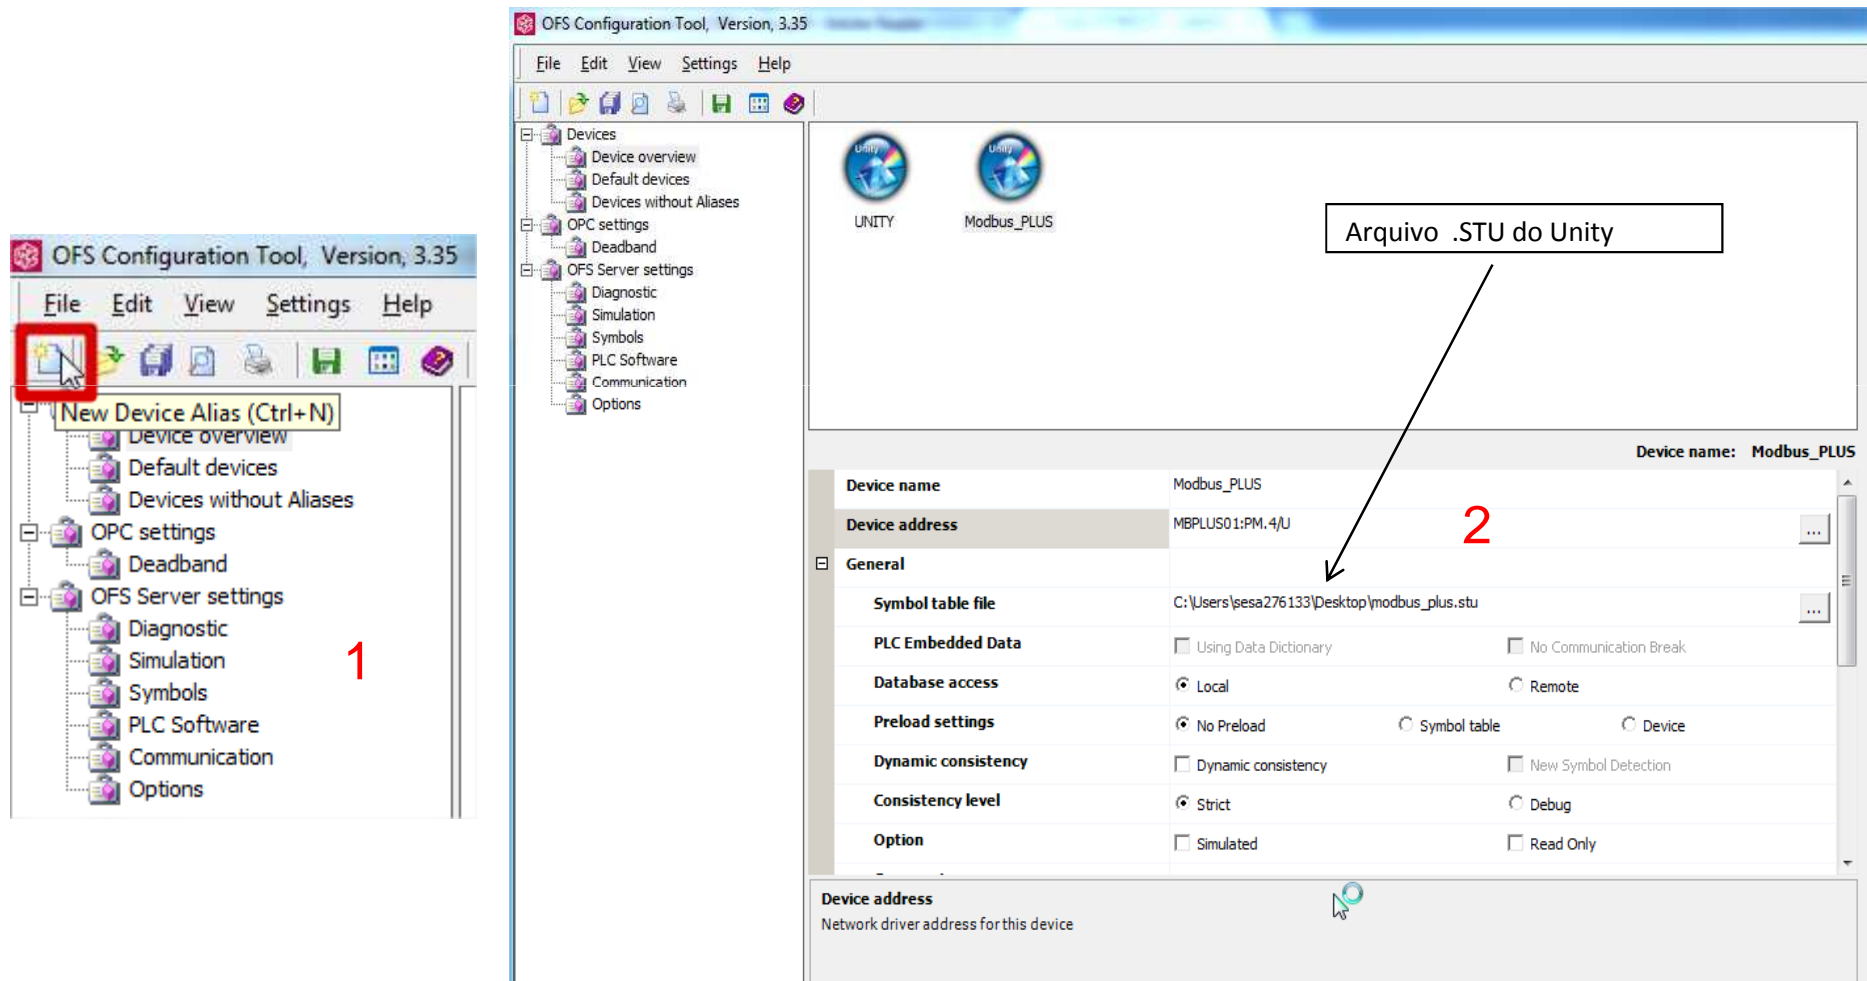 OFS Configuration Tool, Version, 3.35
File Edit View Settings Help
New Device Alias (Ctrl+N)
Device overview
Default devices
Devices without Aliases
OPC settings
Deadband
OFS Server settings
Diagnostic
Simulation
Symbols
PLC Software
Communication
Options
1
OFS Configuration Tool, Version, 3.35
File Edit View Settings Help
Devices
Device overview
Default devices
Devices without Aliases
OPC settings
Deadband
OFS Server settings
Diagnostic
Simulation
Symbols
PLC Software
Communication
Options
Unity Unity
UNITY Modbus_PLUS
Arquivo .STU do Unity
Device name: Modbus_PLUS
Device name Modbus_PLUS
Device address MBPLUS01:PM.4/U ...
2
General
Symbol table file C:\Users\sesa276133\Desktop\modbus_plus.stu ...
PLC Embedded Data Using Data Dictionary No Communication Break
Database access Local Remote
Preload settings No Preload Symbol table Device
Dynamic consistency Dynamic consistency New Symbol Detection
Consistency level Strict Debug
Option Simulated Read Only
Device address
Network driver address for this device